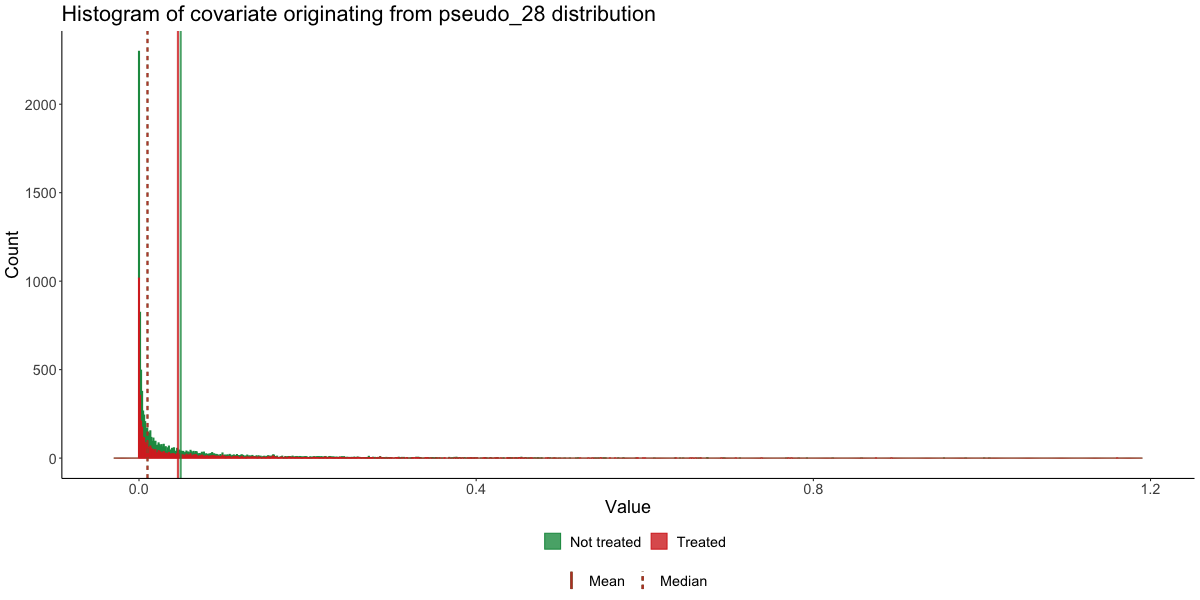 Histogram of covariate originating from pseudo_28 distribution
2000
1500
1000
500
0
Count
0.0 0.4 0.8 1.2
Value
Not treated Treated
Mean Median